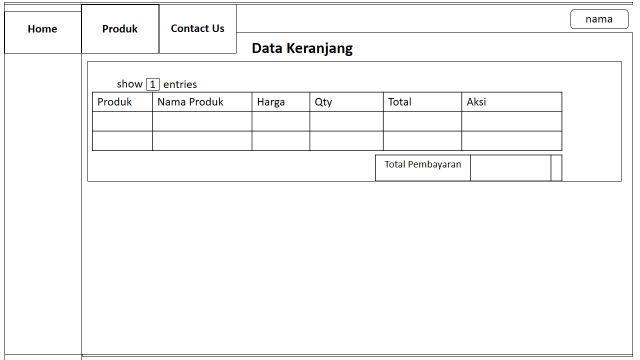 Home Produk Contact Us nama
Data Keranjang
show 1 entries
Produk Nama Produk Harga Qty Total Aksi
Total Pembayaran